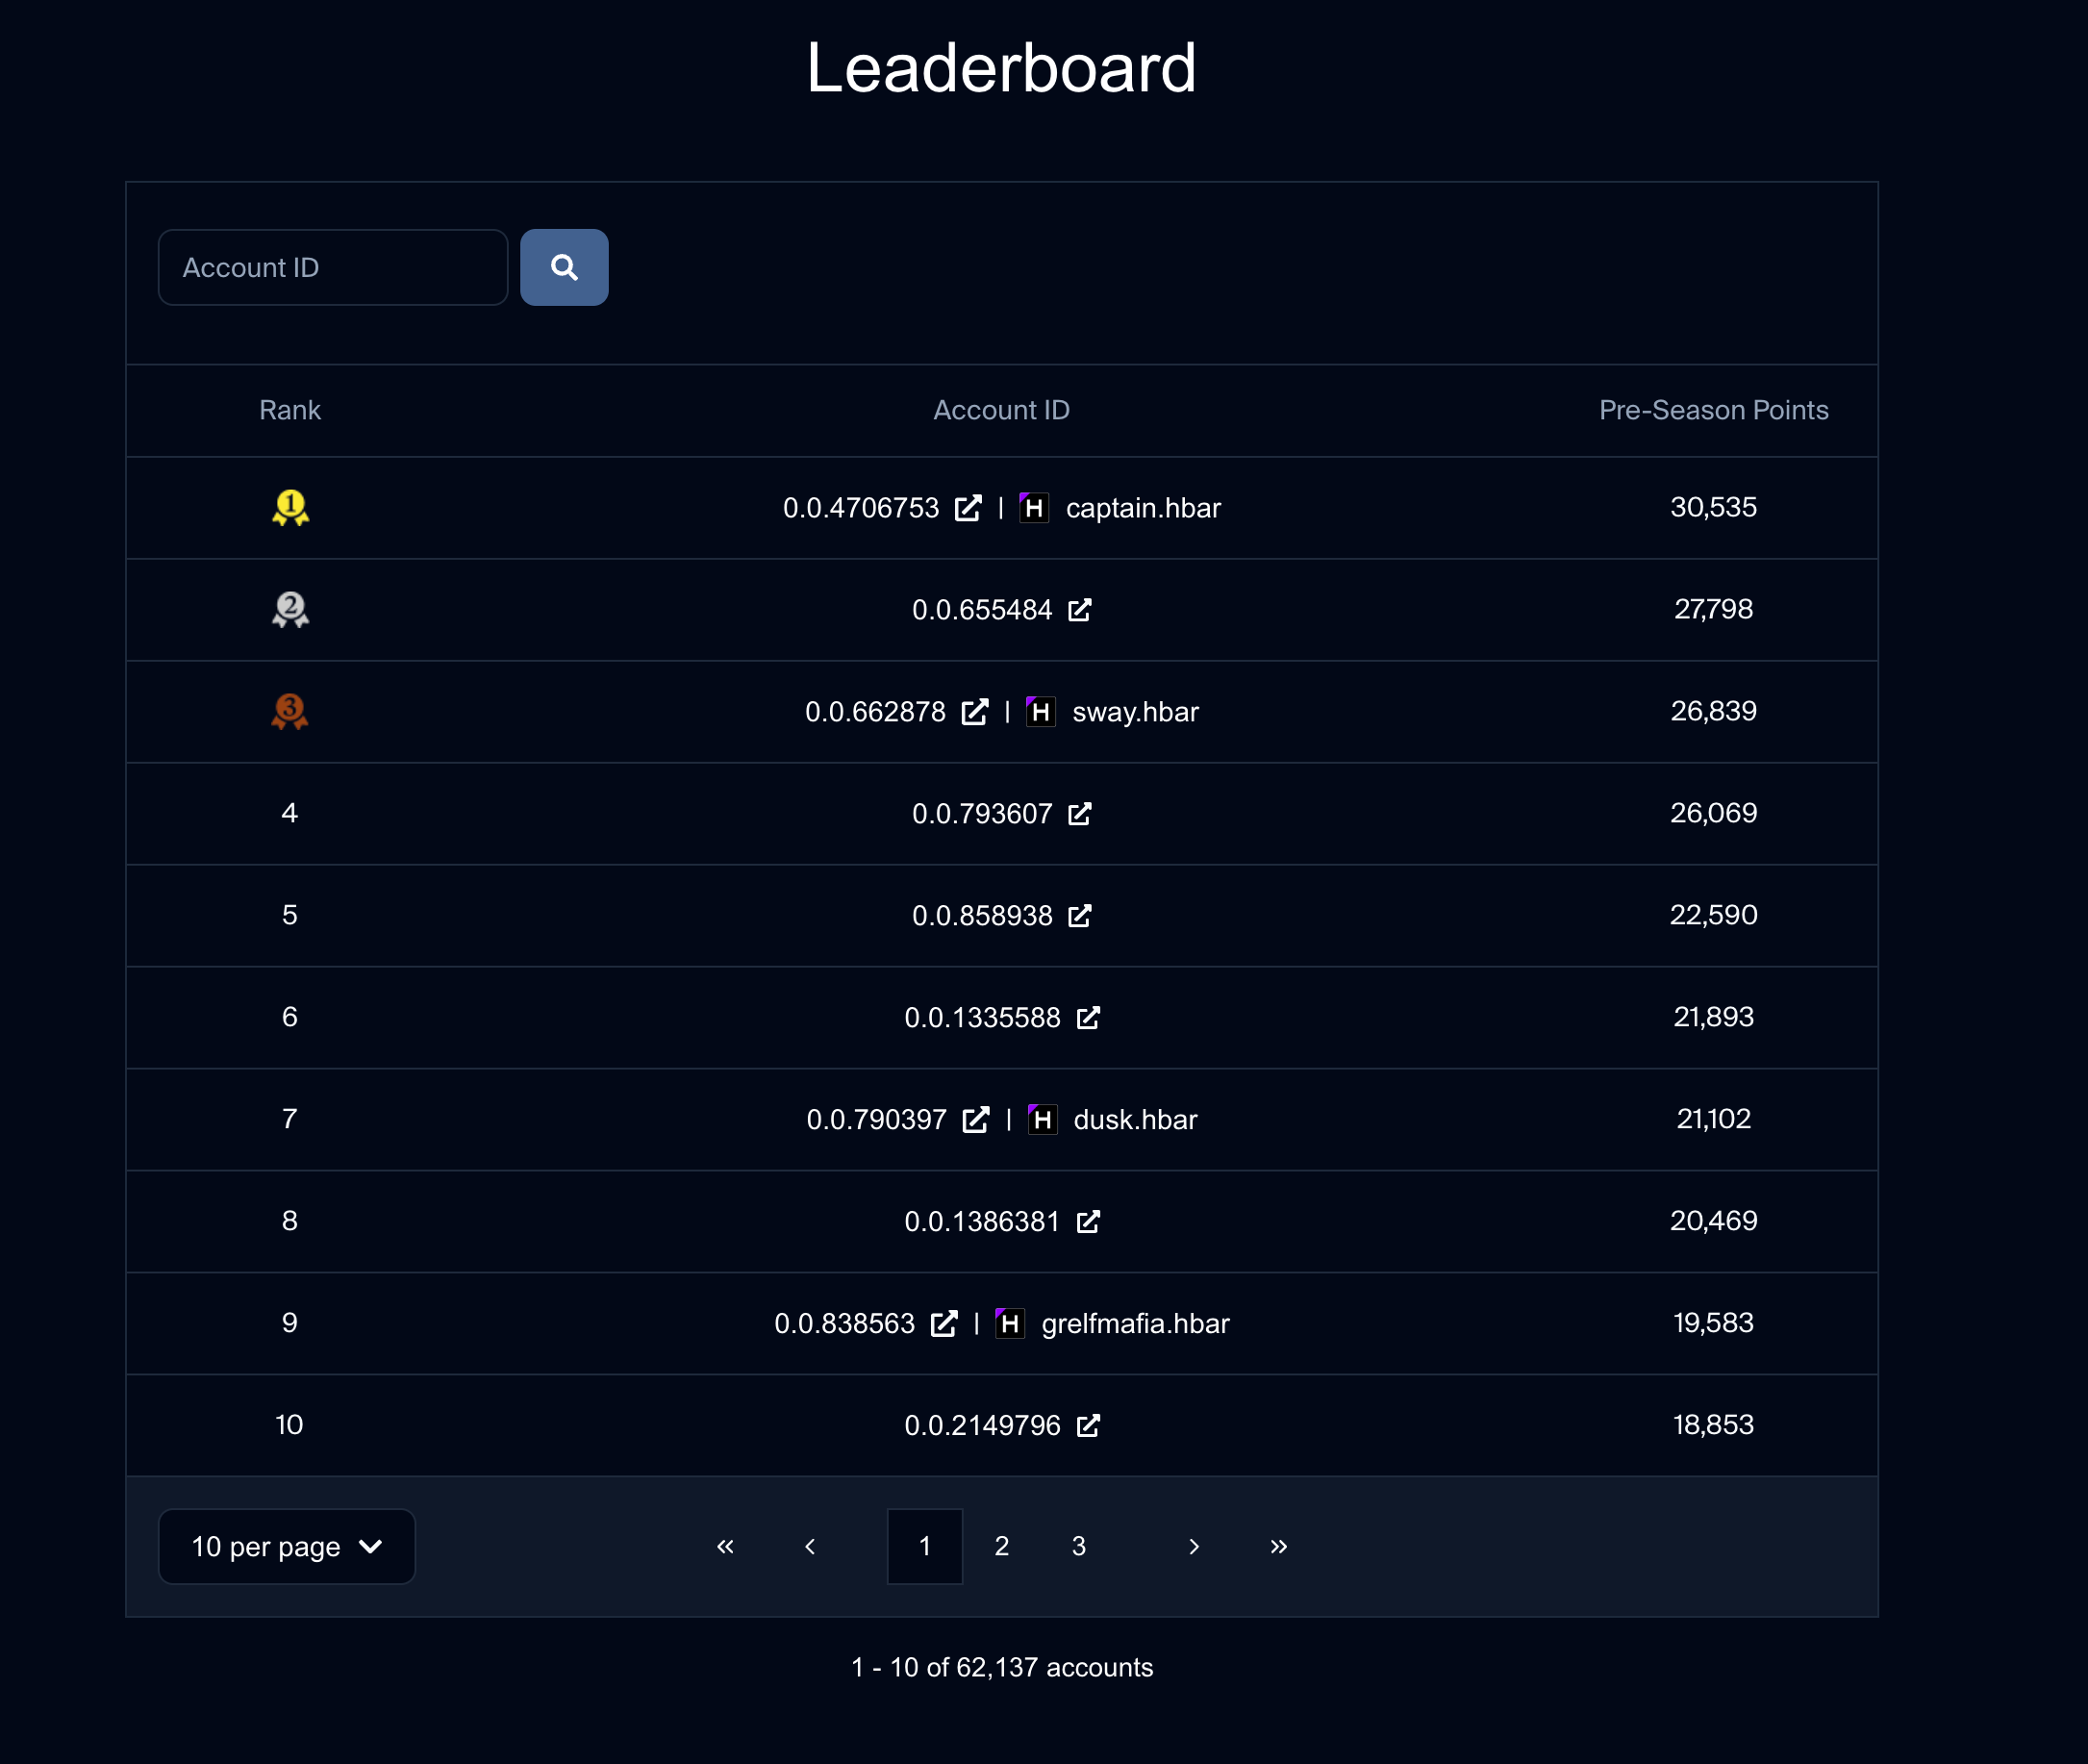 Leaderboard
Account ID
Rank Account ID Pre-Season Points
1 0.0.4706753 | H captain.hbar 30,535
2 0.0.655484 27,798
3 0.0.662878 | H sway.hbar 26,839
4 0.0.793607 26,069
5 0.0.858938 22,590
6 0.0.1335588 21,893
7 0.0.790397 | H dusk.hbar 21,102
8 0.0.1386381 20,469
9 0.0.838563 | H grelfmafia.hbar 19,583
10 0.0.2149796 18,853
10 per page « ‹ 1 2 3 › »
1 - 10 of 62,137 accounts